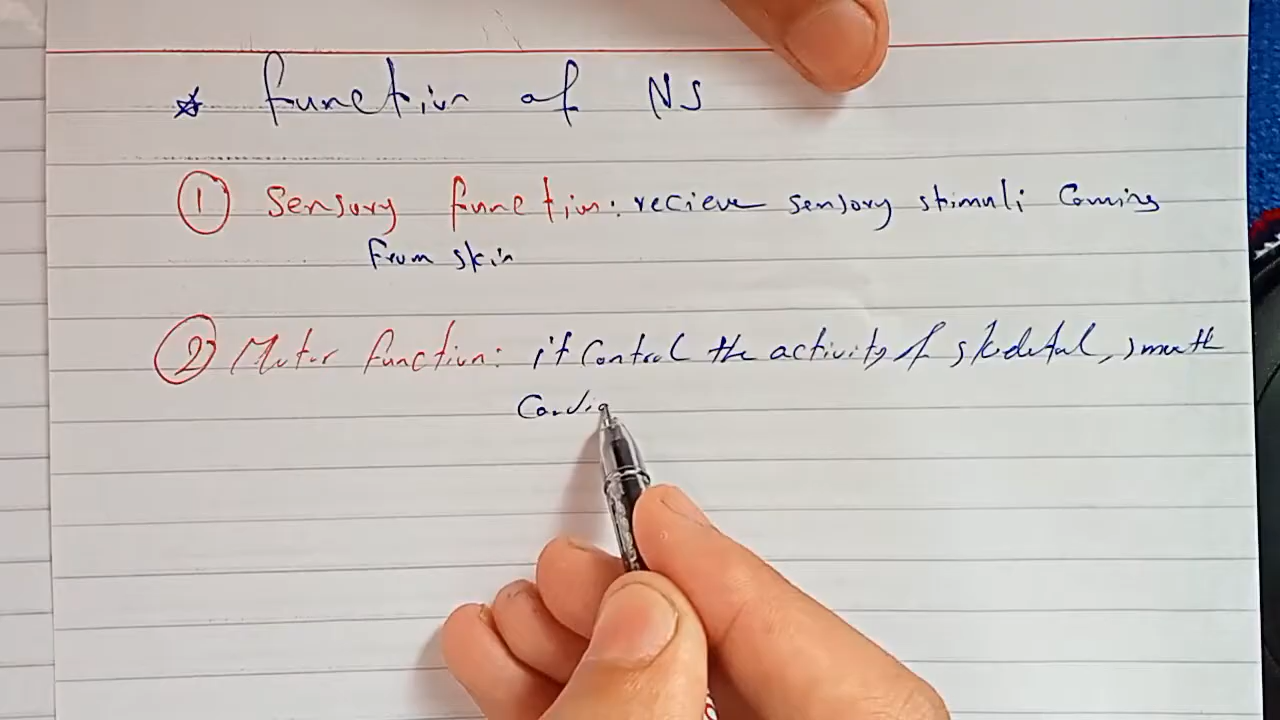 * function of NS
1 Sensory function: recieve sensory stimuli Coming
From skin
2 Motor function: it Control the activity of skeletal, smooth
Cardia